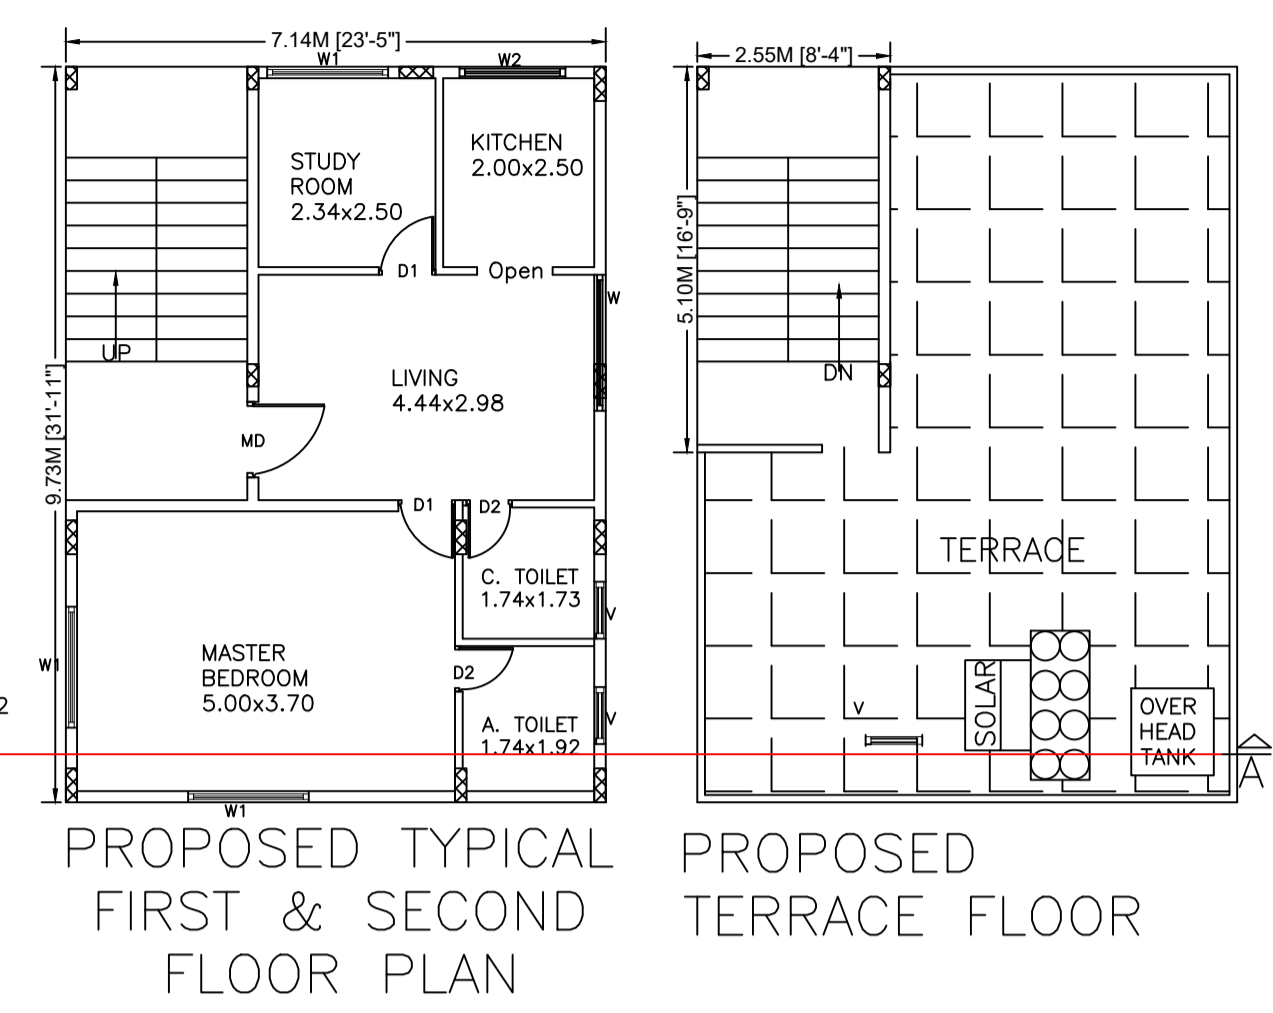 7.14M [23'-5"]
W1
W2
STUDY
ROOM
2.34x2.50
KITCHEN
2.00x2.50
D1
Open
W
UP
LIVING
4.44x2.98
MD
9.73M [31'-11"]
D1
D2
C. TOILET
1.74x1.73
V
MASTER
BEDROOM
5.00x3.70
W1
D2
A. TOILET
1.74x1.92
V
2
W1
PROPOSED TYPICAL
FIRST & SECOND
FLOOR PLAN
2.55M [8'-4"]
5.10M [16'-9"]
DN
TERRACE
SOLAR
V
OVER
HEAD
TANK
A
PROPOSED
TERRACE FLOOR